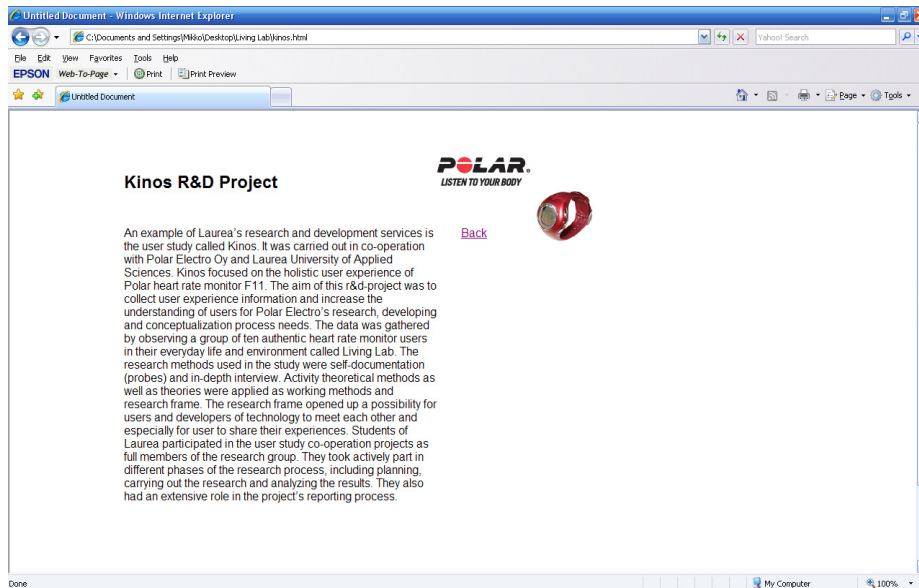 Untitled Document - Windows Internet Explorer
C:\Documents and Settings\Mikko\Desktop\Living Lab\kinos.html
Yahoo! Search
File Edit View Favorites Tools Help
EPSON Web-To-Page Print Print Preview
Untitled Document
Page Tools
POLAR.
LISTEN TO YOUR BODY
Kinos R&D Project
Back
An example of Laurea's research and development services is
the user study called Kinos. It was carried out in co-operation
with Polar Electro Oy and Laurea University of Applied
Sciences. Kinos focused on the holistic user experience of
Polar heart rate monitor F11. The aim of this r&d-project was to
collect user experience information and increase the
understanding of users for Polar Electro's research, developing
and conceptualization process needs. The data was gathered
by observing a group of ten authentic heart rate monitor users
in their everyday life and environment called Living Lab. The
research methods used in the study were self-documentation
(probes) and in-depth interview. Activity theoretical methods as
well as theories were applied as working methods and
research frame. The research frame opened up a possibility for
users and developers of technology to meet each other and
especially for user to share their experiences. Students of
Laurea participated in the user study co-operation projects as
full members of the research group. They took actively part in
different phases of the research process, including planning,
carrying out the research and analyzing the results. They also
had an extensive role in the project's reporting process.
Done
My Computer
100%